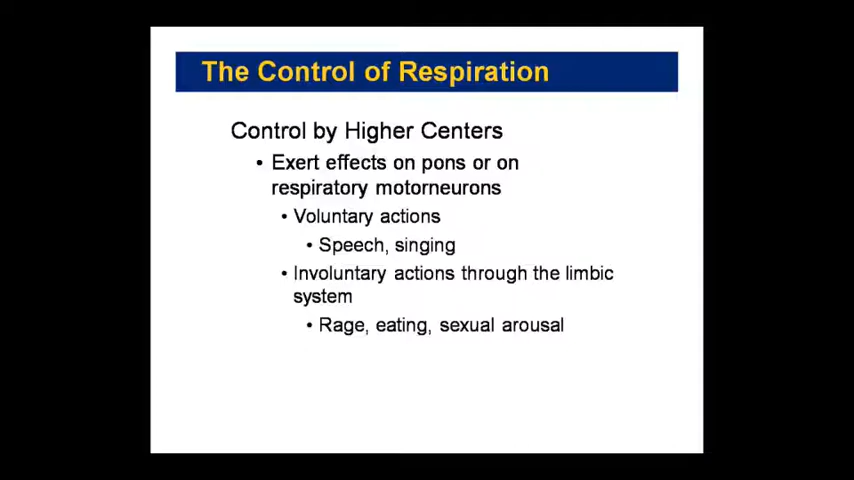 The Control of Respiration
Control by Higher Centers
• Exert effects on pons or on
respiratory motorneurons
• Voluntary actions
• Speech, singing
• Involuntary actions through the limbic
system
• Rage, eating, sexual arousal